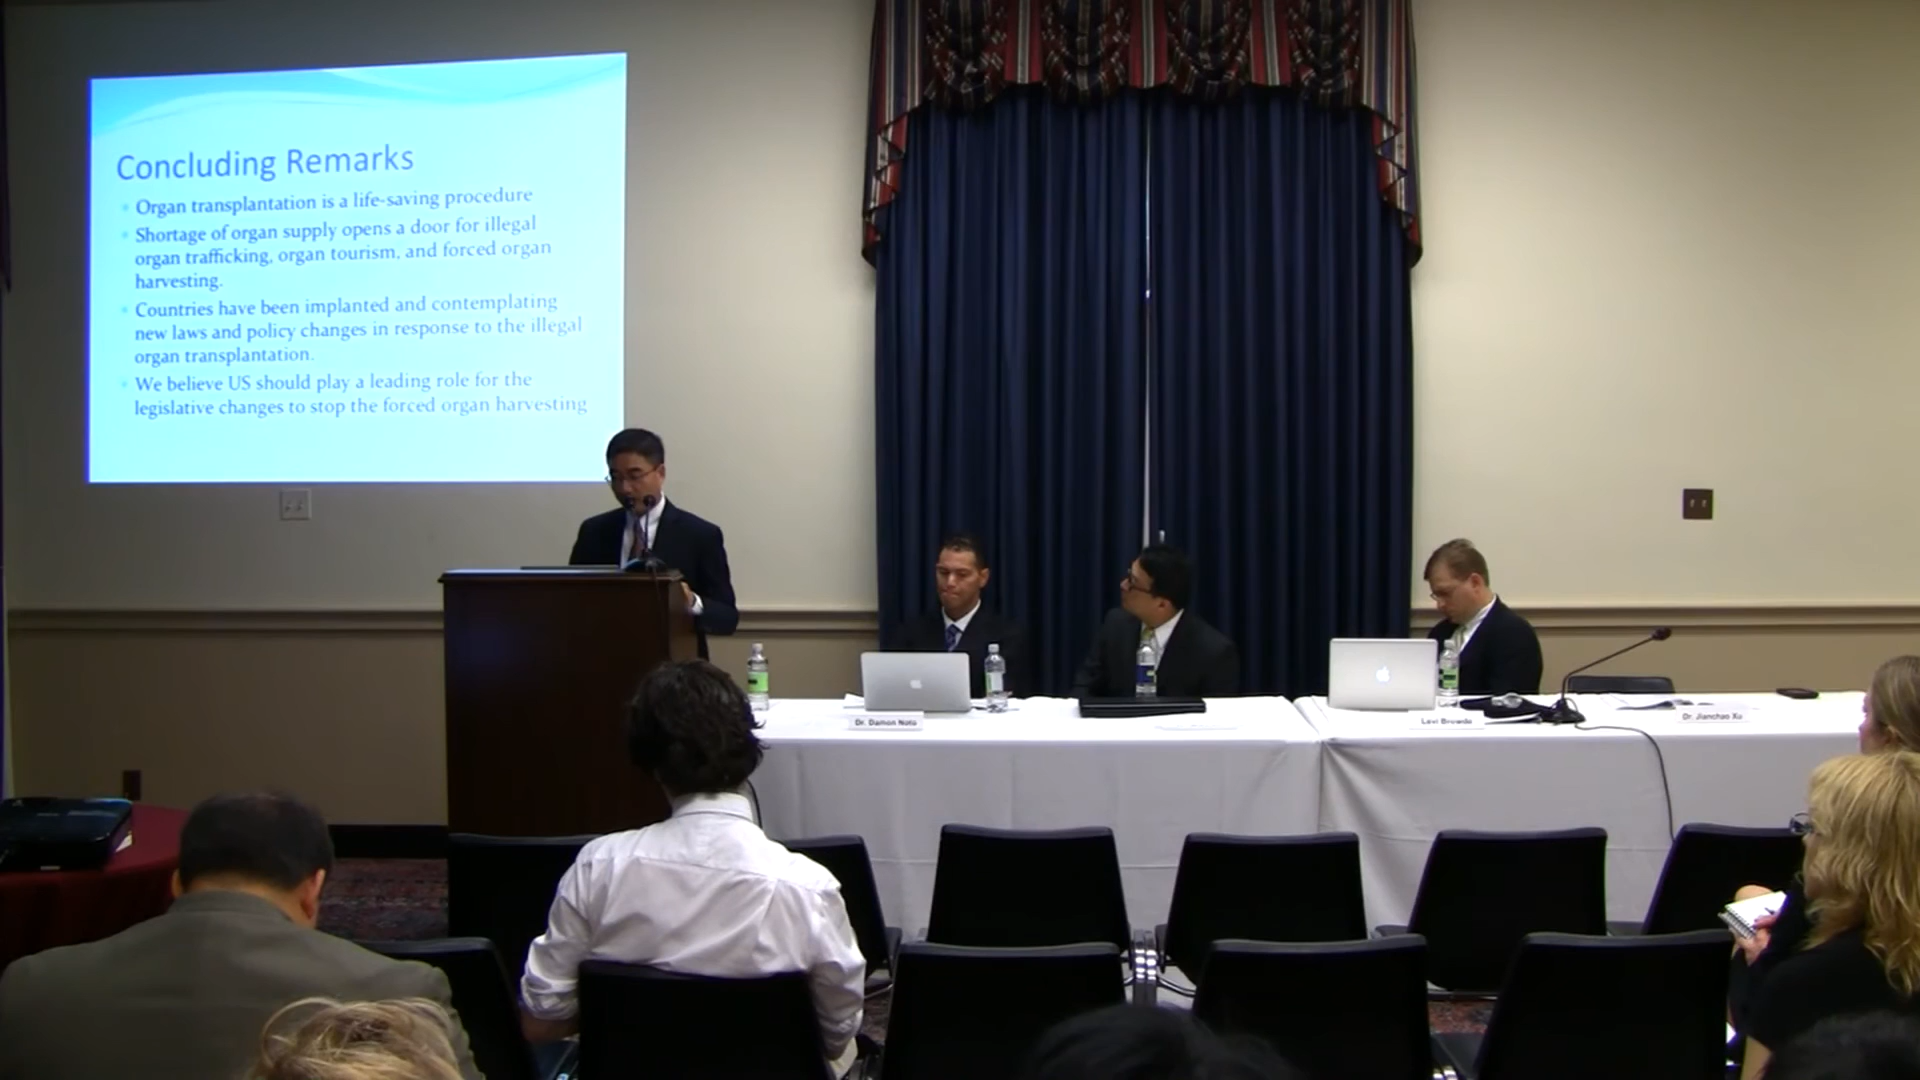 Concluding Remarks
Organ transplantation is a life-saving procedure
Shortage of organ supply opens a door for illegal
organ trafficking, organ tourism, and forced organ
harvesting.
Countries have been implanted and contemplating
new laws and policy changes in response to the illegal
organ transplantation.
We believe US should play a leading role for the
legislative changes to stop the forced organ harvesting
Dr. Damon Noto
Levi Browde
Dr. Jianchao Xu